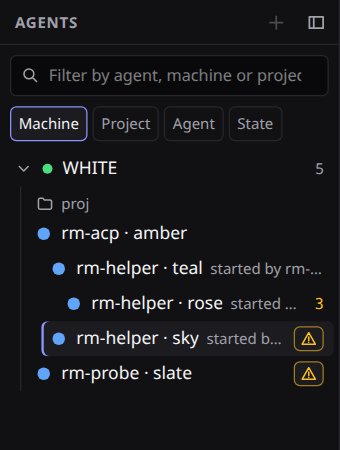 AGENTS
Filter by agent, machine or projec
Machine Project Agent State
WHITE 5
proj
rm-acp · amber
rm-helper · teal started by rm-...
rm-helper · rose started ... 3
rm-helper · sky started b...
rm-probe · slate